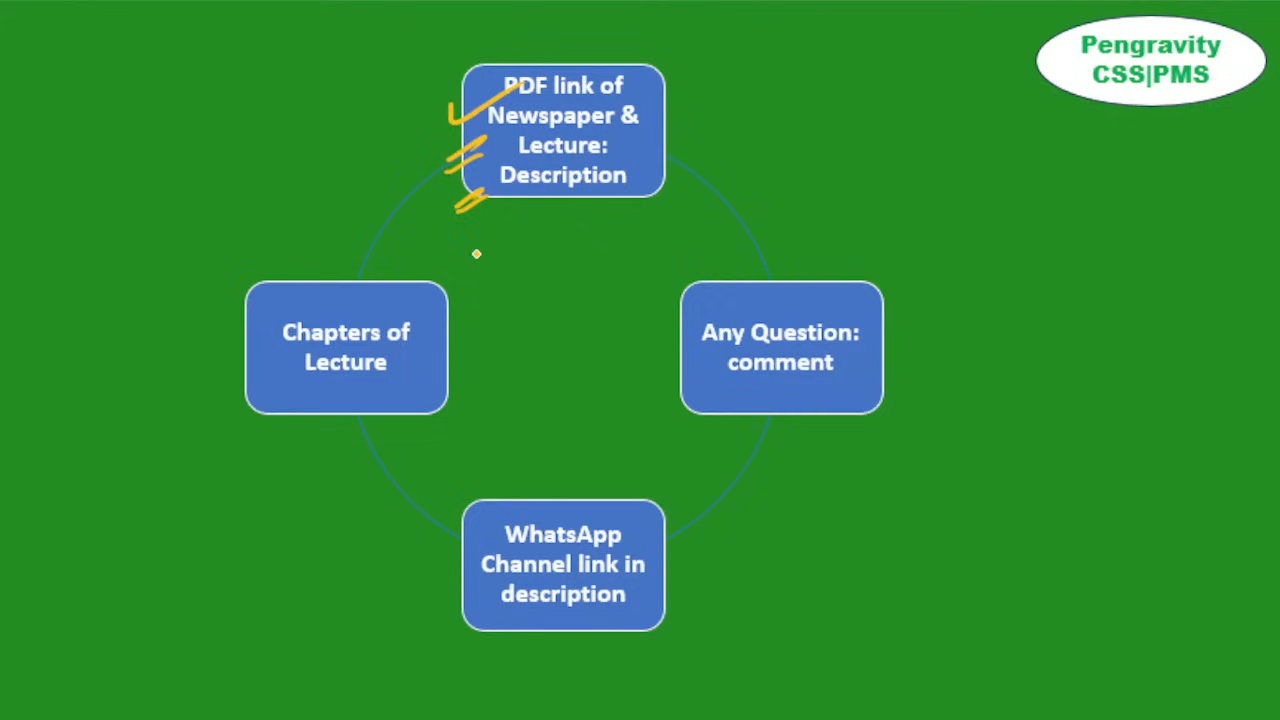 Pengravity
CSS|PMS
PDF link of
Newspaper &
Lecture:
Description
Chapters of
Lecture
Any Question:
comment
WhatsApp
Channel link in
description